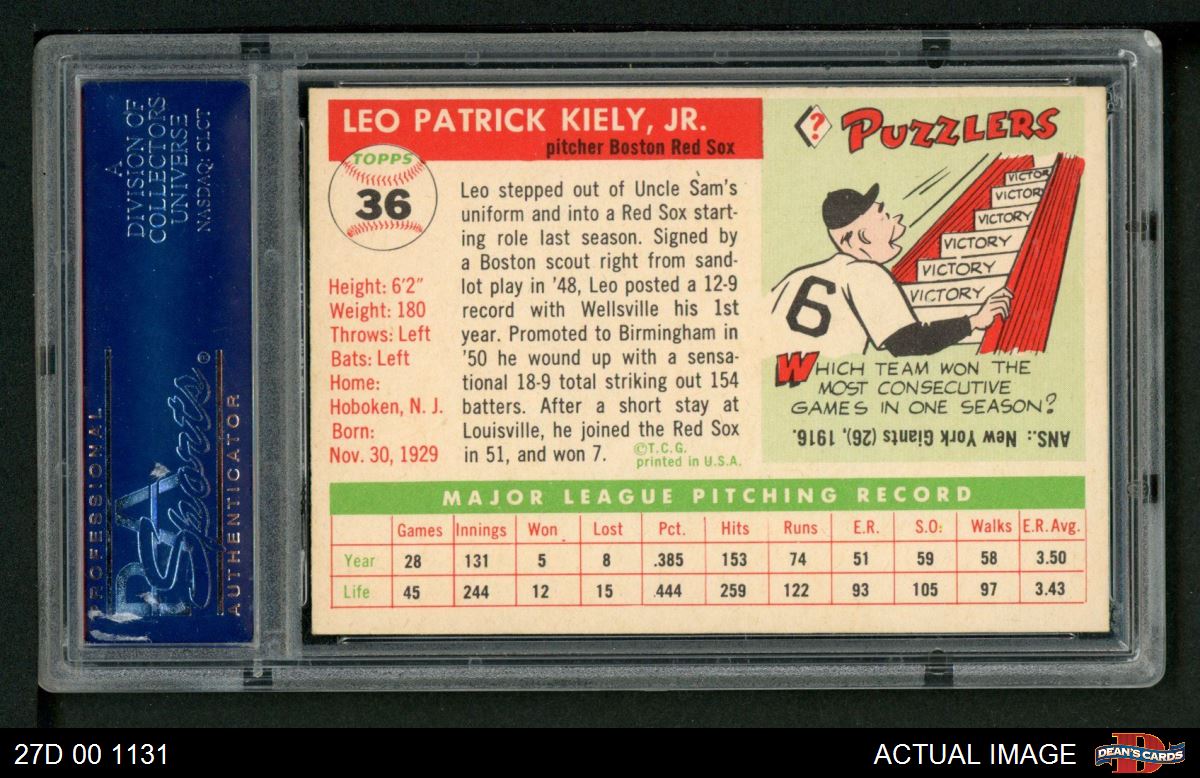 A
DIVISION OF
COLLECTORS
UNIVERSE
NASDAQ: CLCT
PROFESSIONAL
PSA
Sports®
AUTHENTICATOR
LEO PATRICK KIELY, JR.
pitcher Boston Red Sox
TOPPS
36
Height: 6'2"
Weight: 180
Throws: Left
Bats: Left
Home:
Hoboken, N. J.
Born:
Nov. 30, 1929
Leo stepped out of Uncle Sam's
uniform and into a Red Sox start-
ing role last season. Signed by
a Boston scout right from sand-
lot play in '48, Leo posted a 12-9
record with Wellsville his 1st
year. Promoted to Birmingham in
'50 he wound up with a sensa-
tional 18-9 total striking out 154
batters. After a short stay at
Louisville, he joined the Red Sox
in 51, and won 7.
©T.C.G.
printed in U.S.A.
? PUZZLERS
VICTOR
VICTOR
VICTORY
VICTORY
VICTORY
VICTORY
6
WHICH TEAM WON THE
MOST CONSECUTIVE
GAMES IN ONE SEASON?
ANS.: New York Giants (26), 1916.
MAJOR LEAGUE PITCHING RECORD
Games Innings Won Lost Pct. Hits Runs E.R. S.O. Walks E.R. Avg.
Year 28 131 5 8 .385 153 74 51 59 58 3.50
Life 45 244 12 15 .444 259 122 93 105 97 3.43
27D 00 1131
ACTUAL IMAGE
D
DEAN'S CARDS